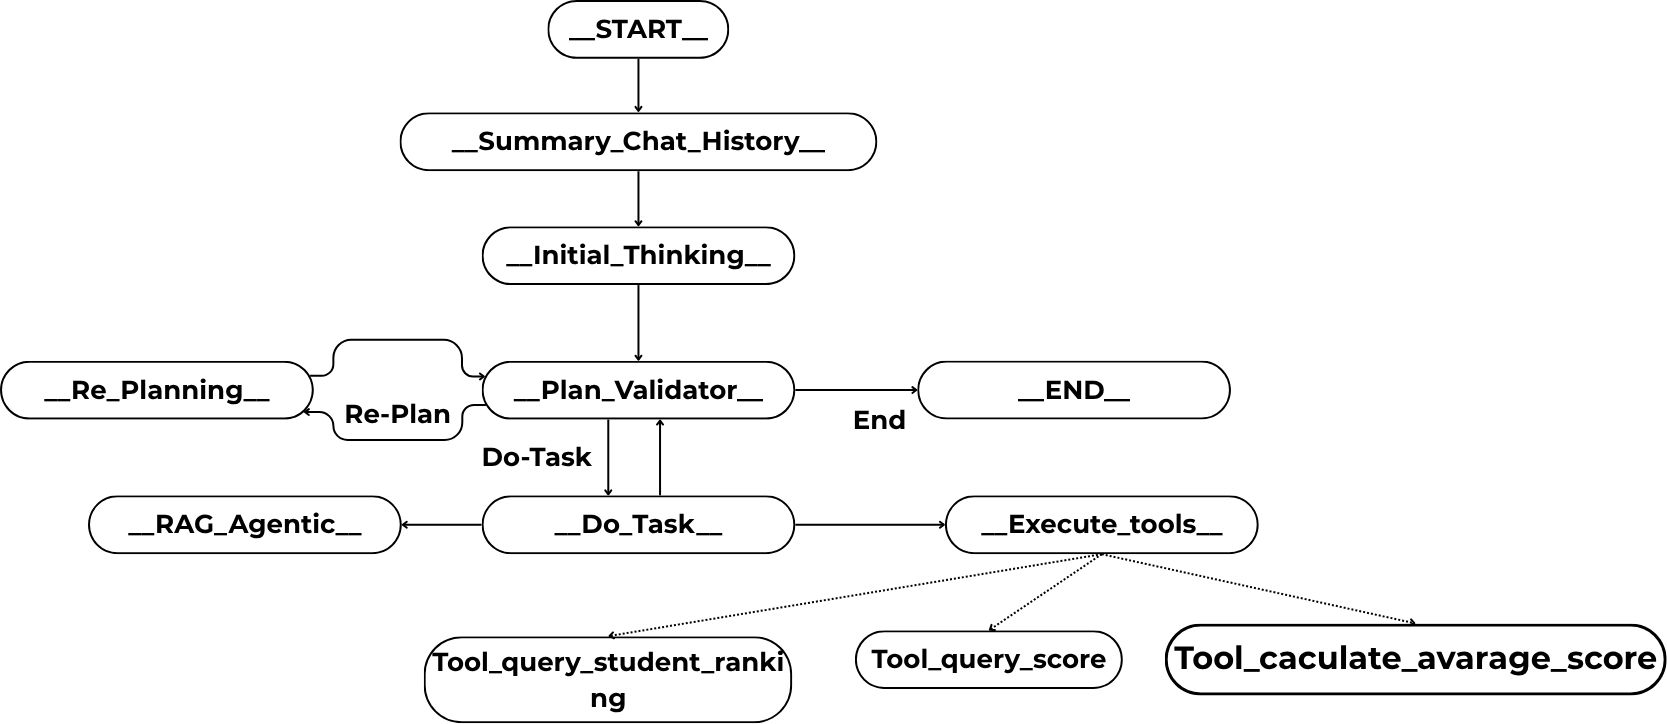 __START__
__Summary_Chat_History__
__Initial_Thinking__
__Re_Planning__
Re-Plan
__Plan_Validator__
End
__END__
Do-Task
__RAG_Agentic__
__Do_Task__
__Execute_tools__
Tool_query_student_ranki
ng
Tool_query_score
Tool_caculate_avarage_score